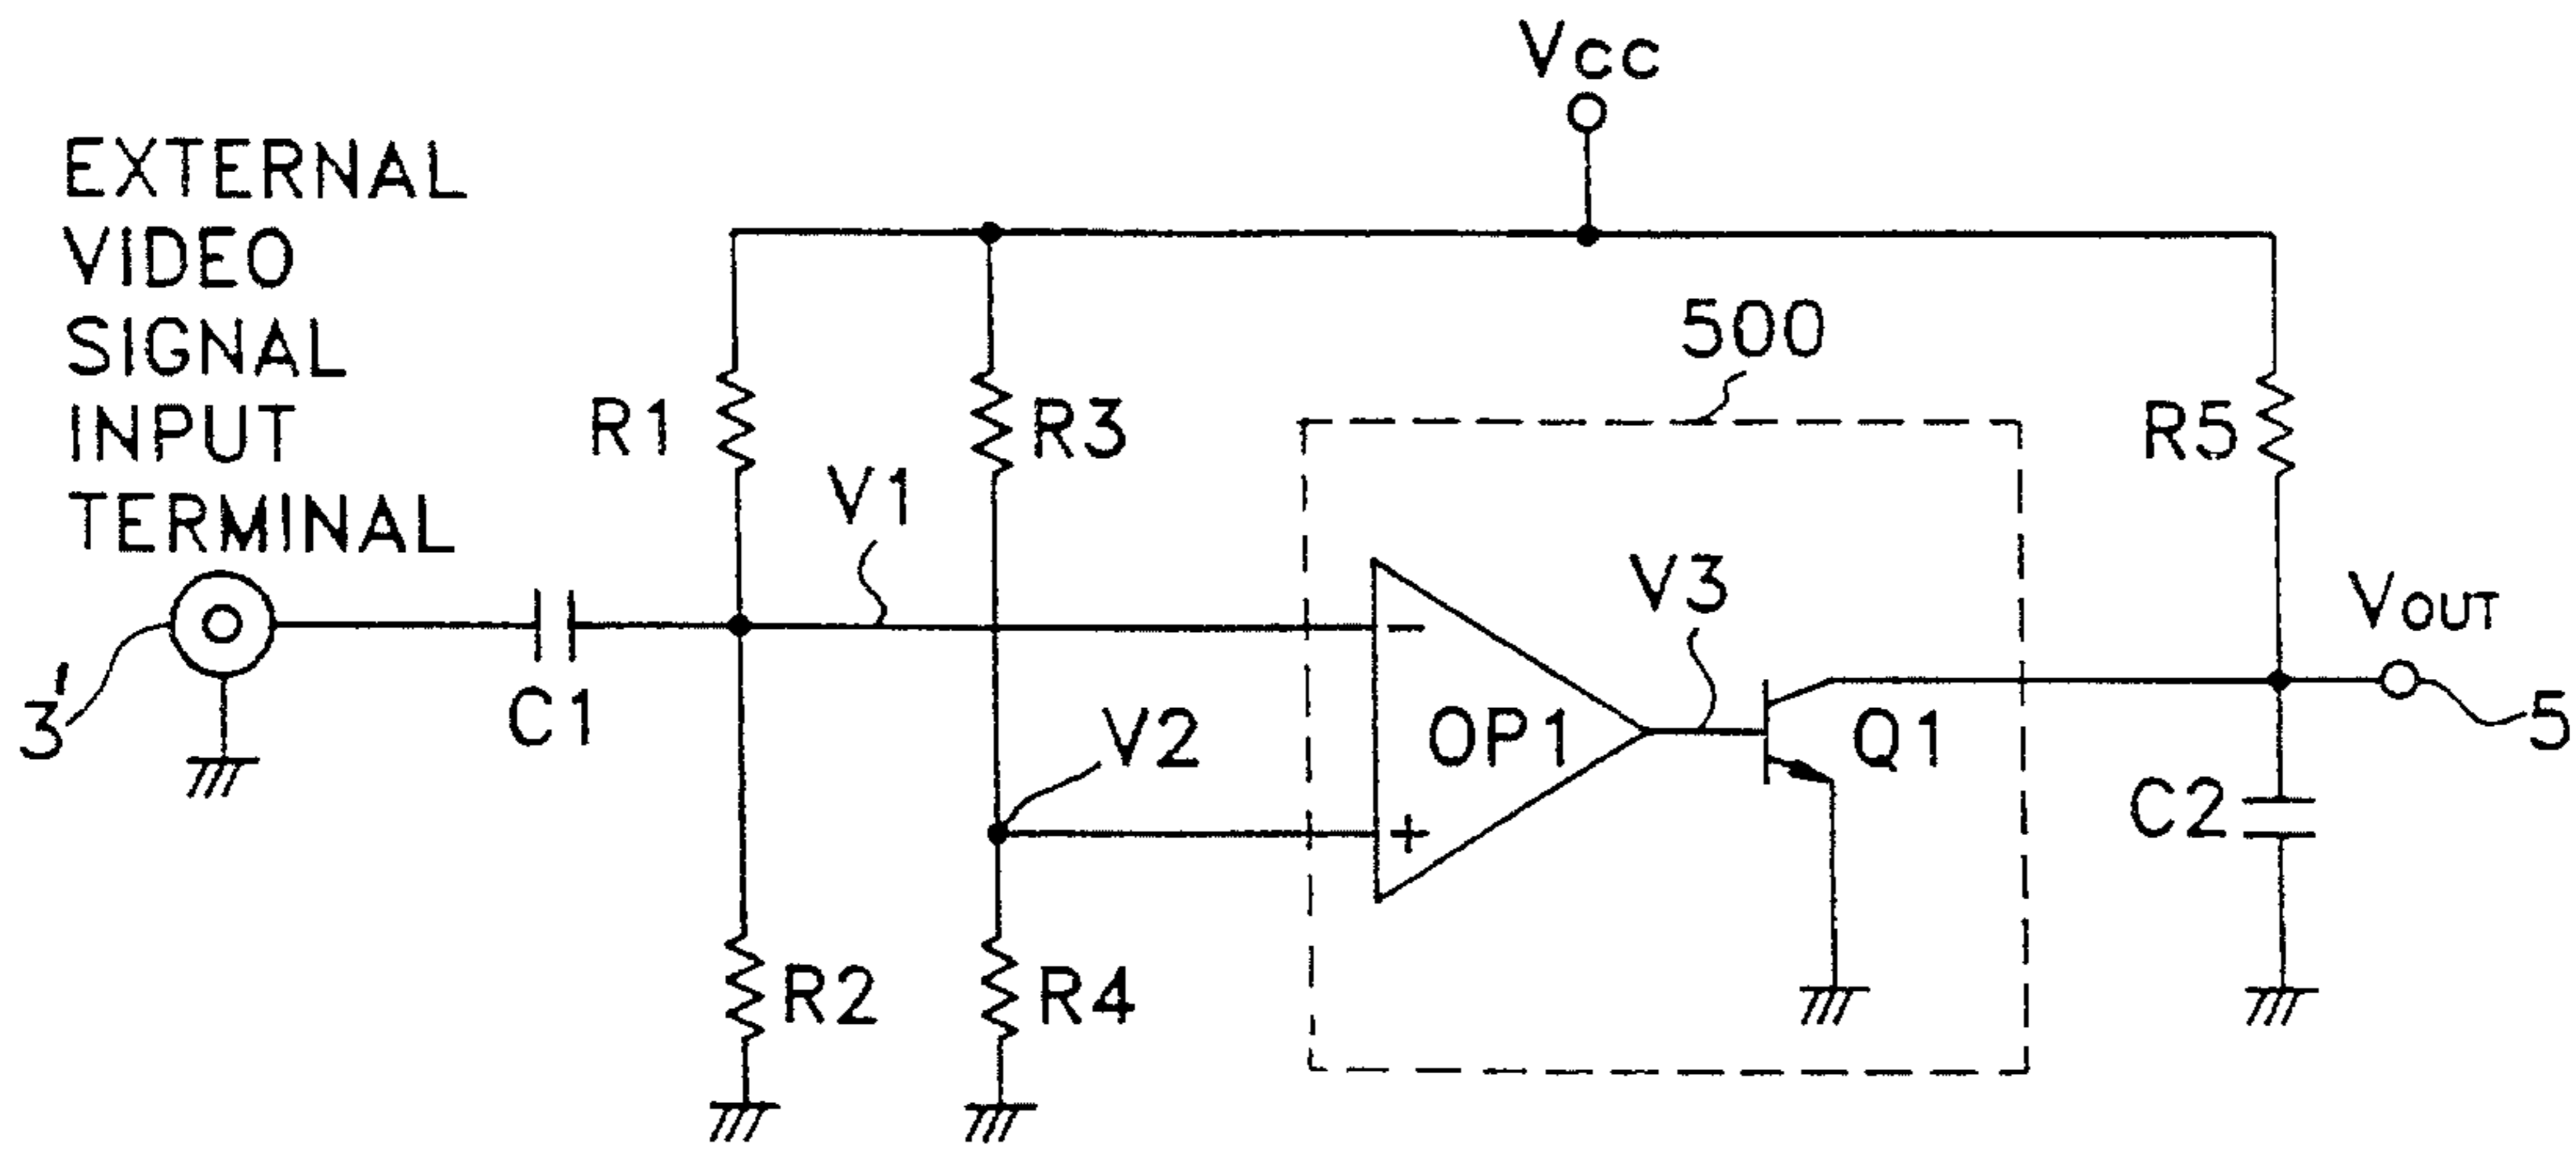 Vcc
EXTERNAL
VIDEO
SIGNAL
INPUT
TERMINAL
500
R1
R3
R5
V1
V3
VOUT
3'
C1
V2
OP1
Q1
5
C2
-
+
R2
R4